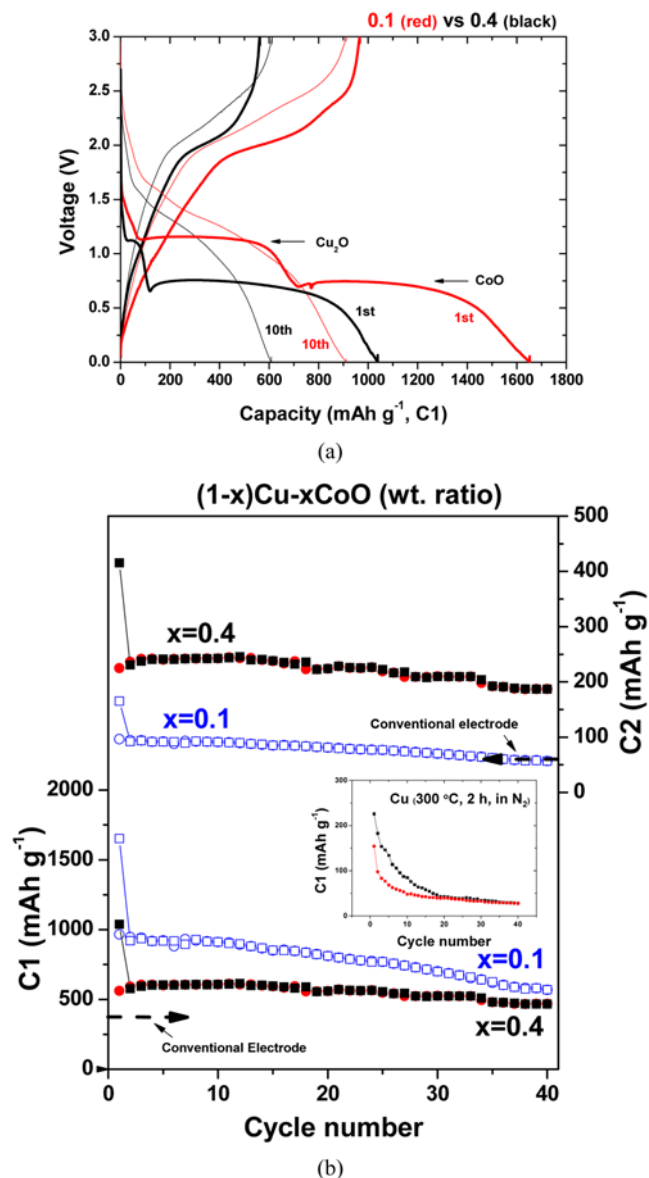 0.1 (red) vs 0.4 (black)
3.0
2.5
2.0
1.5
1.0
0.5
0.0
Voltage (V)
Cu₂O
CoO
1st
1st
10th
10th
0 200 400 600 800 1000 1200 1400 1600 1800
Capacity (mAh g⁻¹, C1)
(a)
(1-x)Cu-xCoO (wt. ratio)
500
400
300
200
100
0
C2 (mAh g⁻¹)
x=0.4
x=0.1
Conventional electrode
2000
1500
1000
500
0
C1 (mAh g⁻¹)
300
200
100
0
C1 (mAh g⁻¹)
Cu (300 °C, 2 h, in N₂)
0 10 20 30 40
Cycle number
x=0.1
x=0.4
Conventional Electrode
0 10 20 30 40
Cycle number
(b)